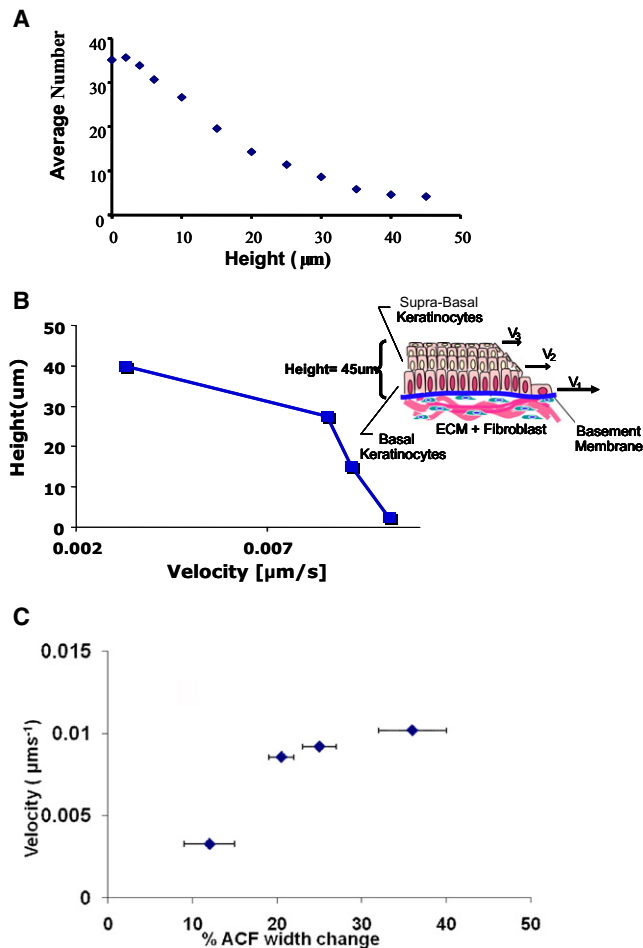 A
Average Number
40
30
20
10
0
0 10 20 30 40 50
Height (µm)
B
Height(um)
50
40
30
20
10
0
0.002 0.007
Velocity [µm/s]
Supra-Basal
Keratinocytes
Height= 45um
V3
V2
V1
ECM + Fibroblast
Basal
Keratinocytes
Basement
Membrane
C
Velocity ( µms-1)
0.015
0.01
0.005
0
0 10 20 30 40 50
% ACF width change